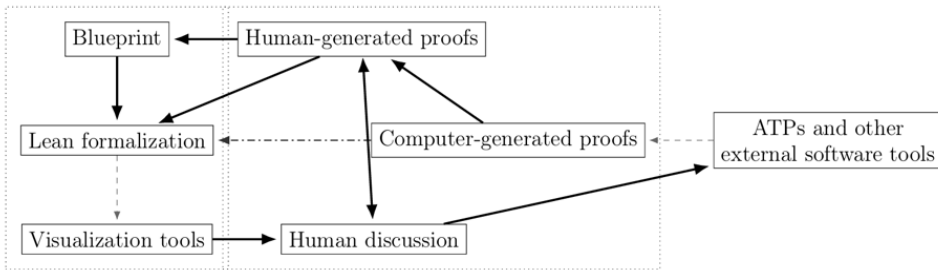 Blueprint
Human-generated proofs
Lean formalization
Computer-generated proofs
ATPs and other
external software tools
Visualization tools
Human discussion